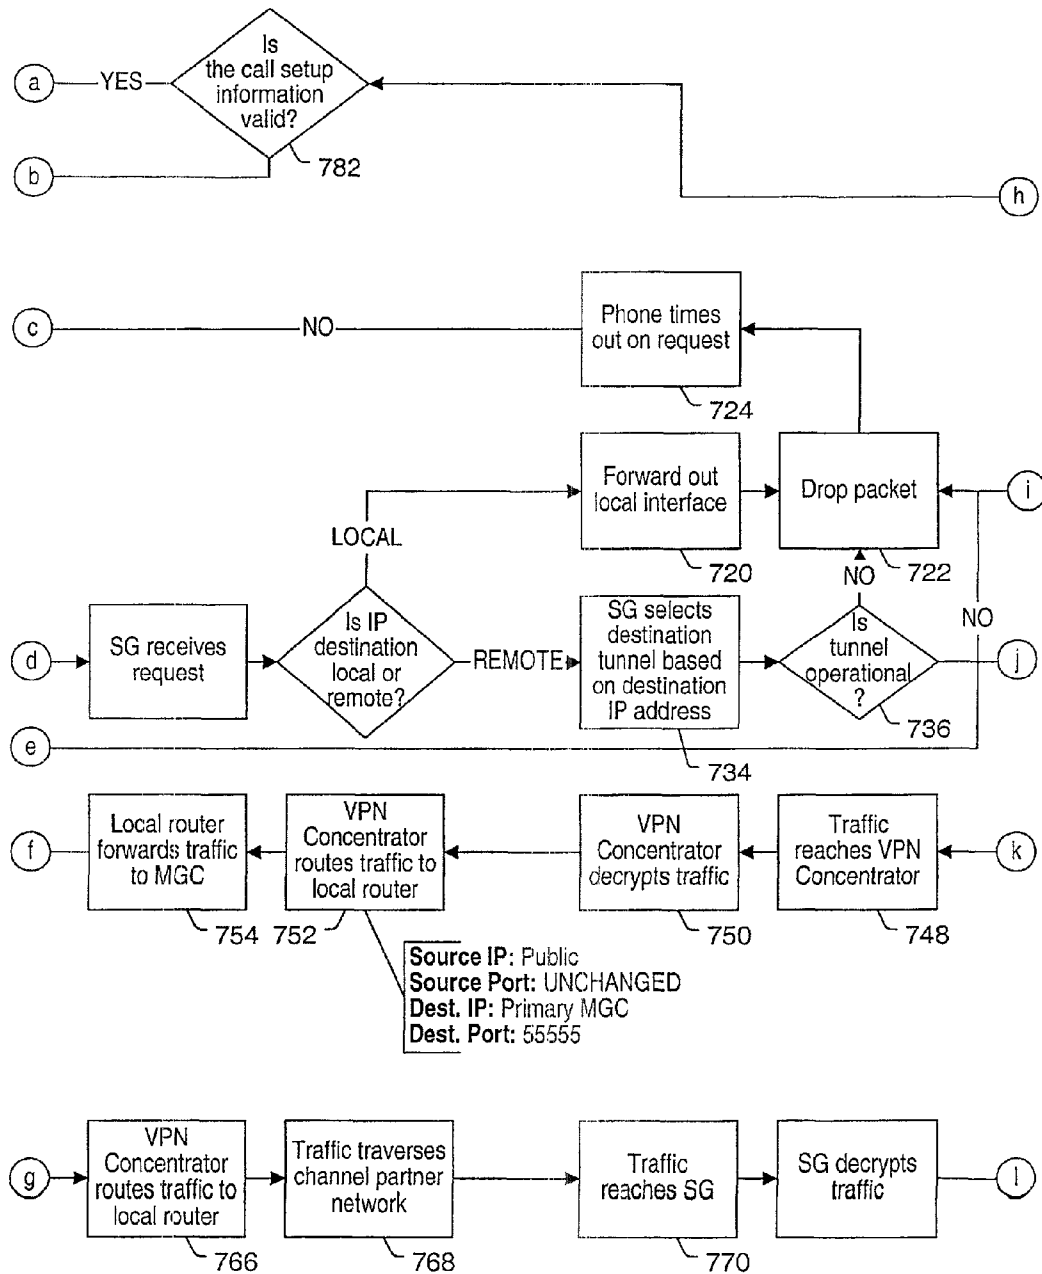 Is
the call setup
information
valid?
a
YES
782
b
h
Phone times
out on request
c
NO
724
Forward out
local interface
Drop packet
i
LOCAL
720
NO
722
NO
d
SG receives
request
Is IP
destination
local or
remote?
REMOTE
SG selects
destination
tunnel based
on destination
IP address
Is
tunnel
operational
?
j
736
e
734
f
Local router
forwards traffic
to MGC
VPN
Concentrator
routes traffic to
local router
VPN
Concentrator
decrypts traffic
Traffic
reaches VPN
Concentrator
k
754
752
750
748
Source IP: Public
Source Port: UNCHANGED
Dest. IP: Primary MGC
Dest. Port: 55555
g
VPN
Concentrator
routes traffic to
local router
Traffic traverses
channel partner
network
Traffic
reaches SG
SG decrypts
traffic
l
766
768
770